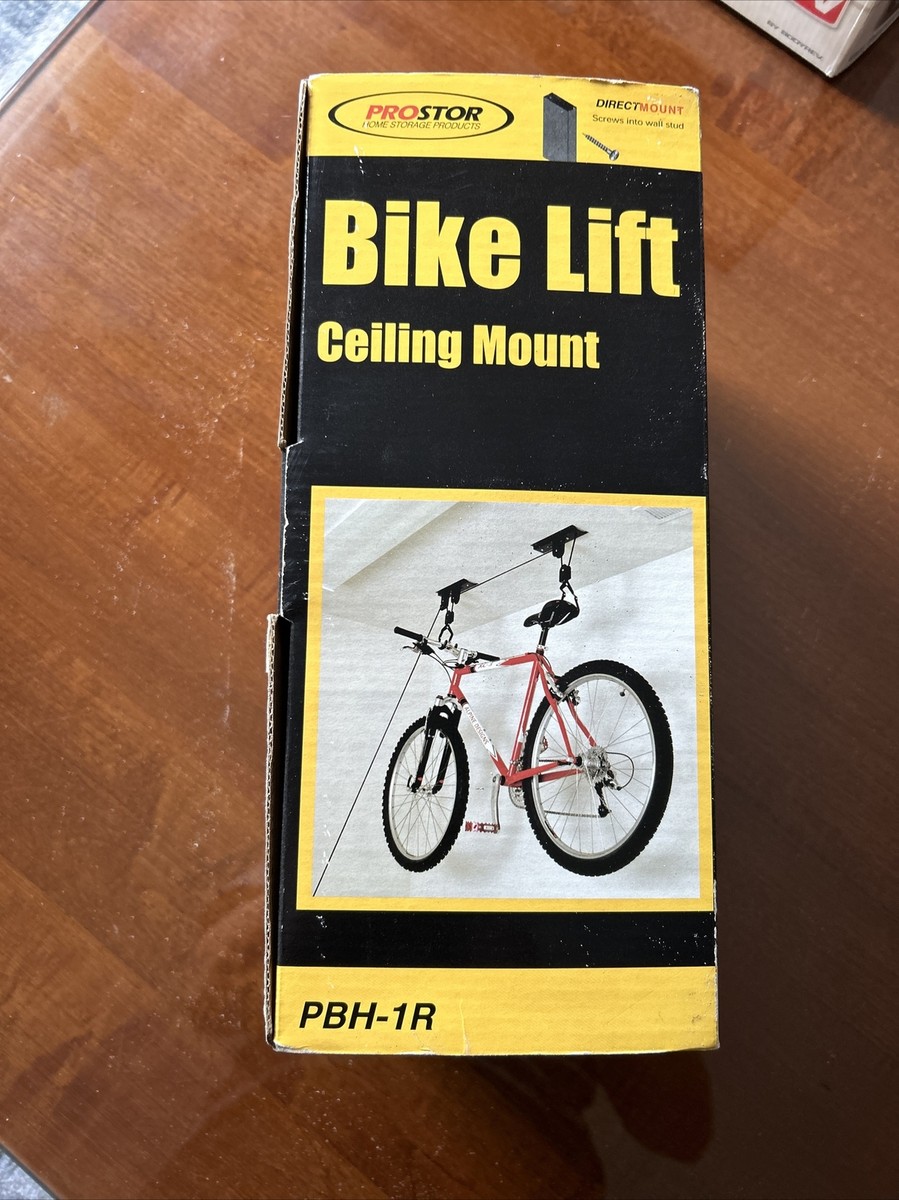 PROSTOR
HOME STORAGE PRODUCTS
DIRECTMOUNT
Screws into wall stud
Bike Lift
Ceiling Mount
PBH-1R